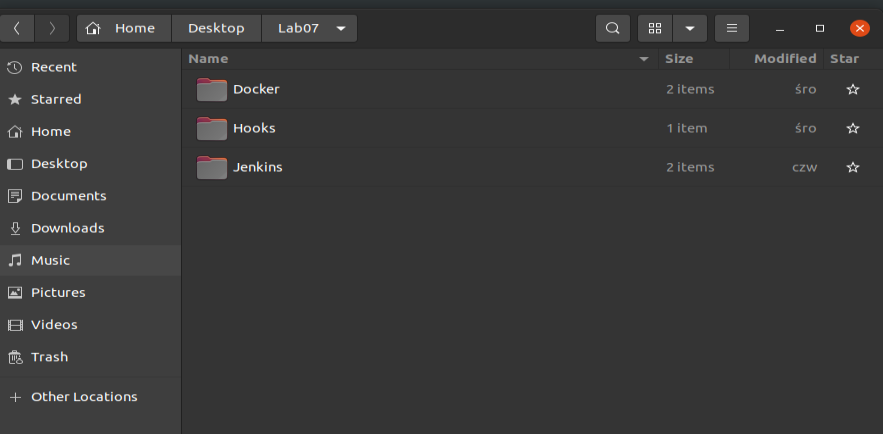 Home Desktop Lab07
Name Size Modified Star
Recent
Starred
Home
Desktop
Documents
Downloads
Music
Pictures
Videos
Trash
Other Locations
Docker 2 items śro
Hooks 1 item śro
Jenkins 2 items czw